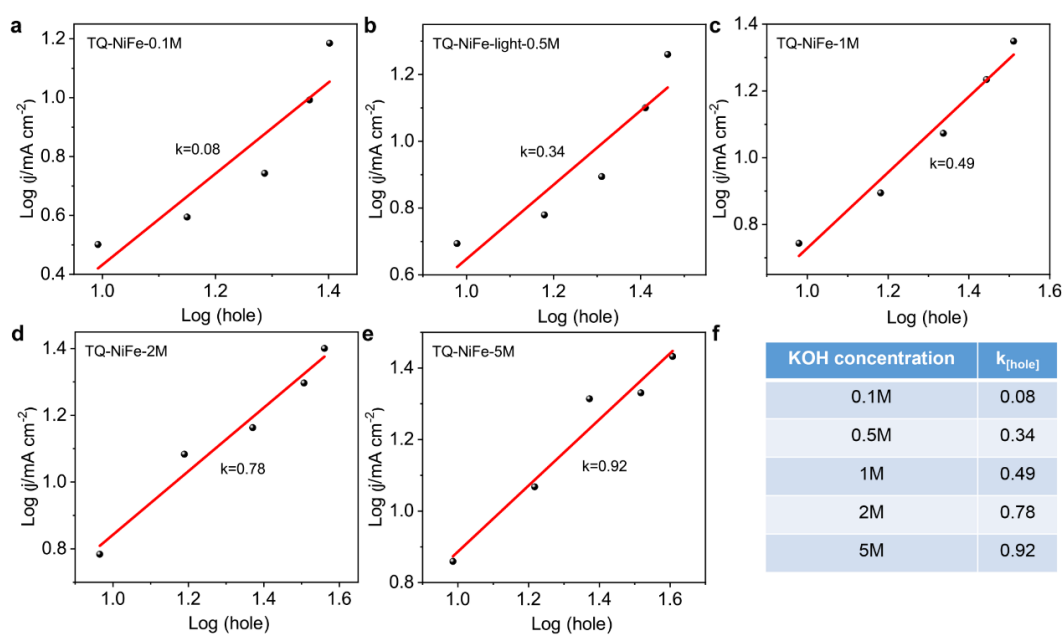 a
TQ-NiFe-0.1M
k=0.08
Log (j/mA cm-2)
0.4
0.6
0.8
1.0
1.2
1.0
1.2
1.4
Log (hole)
b
TQ-NiFe-light-0.5M
k=0.34
Log (j/mA cm-2)
0.6
0.8
1.0
1.2
1.0
1.2
1.4
1.6
Log (hole)
c
TQ-NiFe-1M
k=0.49
Log (j/mA cm-2)
0.8
1.0
1.2
1.4
1.0
1.2
1.4
1.6
Log (hole)
d
TQ-NiFe-2M
k=0.78
Log (j/mA cm-2)
0.8
1.0
1.2
1.4
1.0
1.2
1.4
1.6
Log (hole)
e
TQ-NiFe-5M
k=0.92
Log (j/mA cm-2)
0.8
1.0
1.2
1.4
1.0
1.2
1.4
1.6
Log (hole)
f
KOH concentration k[hole]
0.1M 0.08
0.5M 0.34
1M 0.49
2M 0.78
5M 0.92